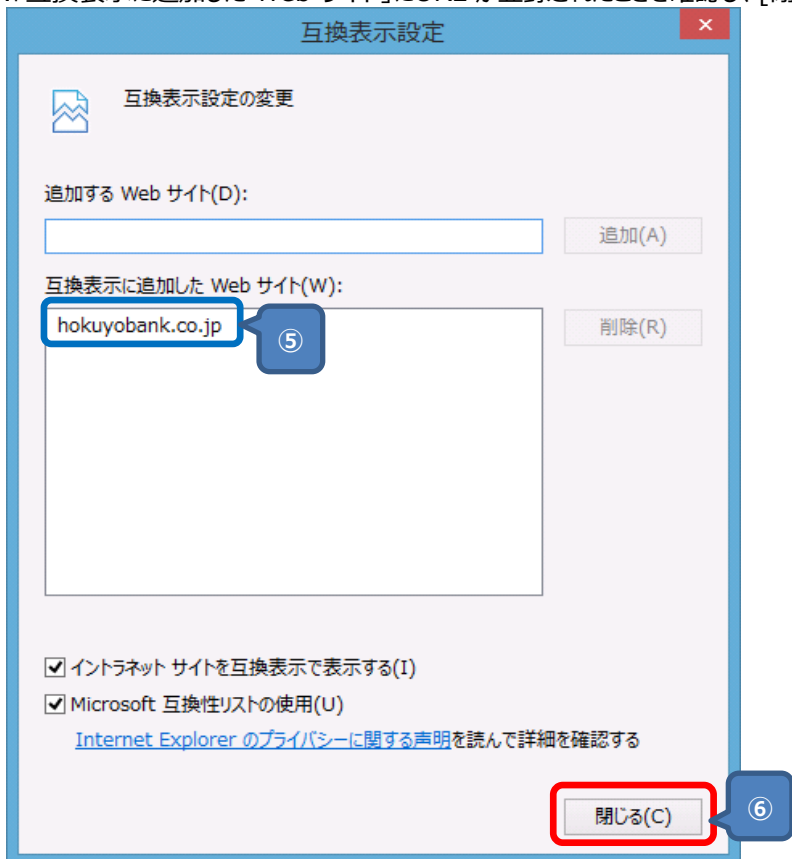 互換表示設定
互換表示設定の変更
追加する Web サイト(D):
追加(A)
互換表示に追加した Web サイト(W):
hokuyobank.co.jp
⑤
削除(R)
イントラネット サイトを互換表示で表示する(I)
Microsoft 互換性リストの使用(U)
Internet Explorer のプライバシーに関する声明を読んで詳細を確認する
閉じる(C)
⑥